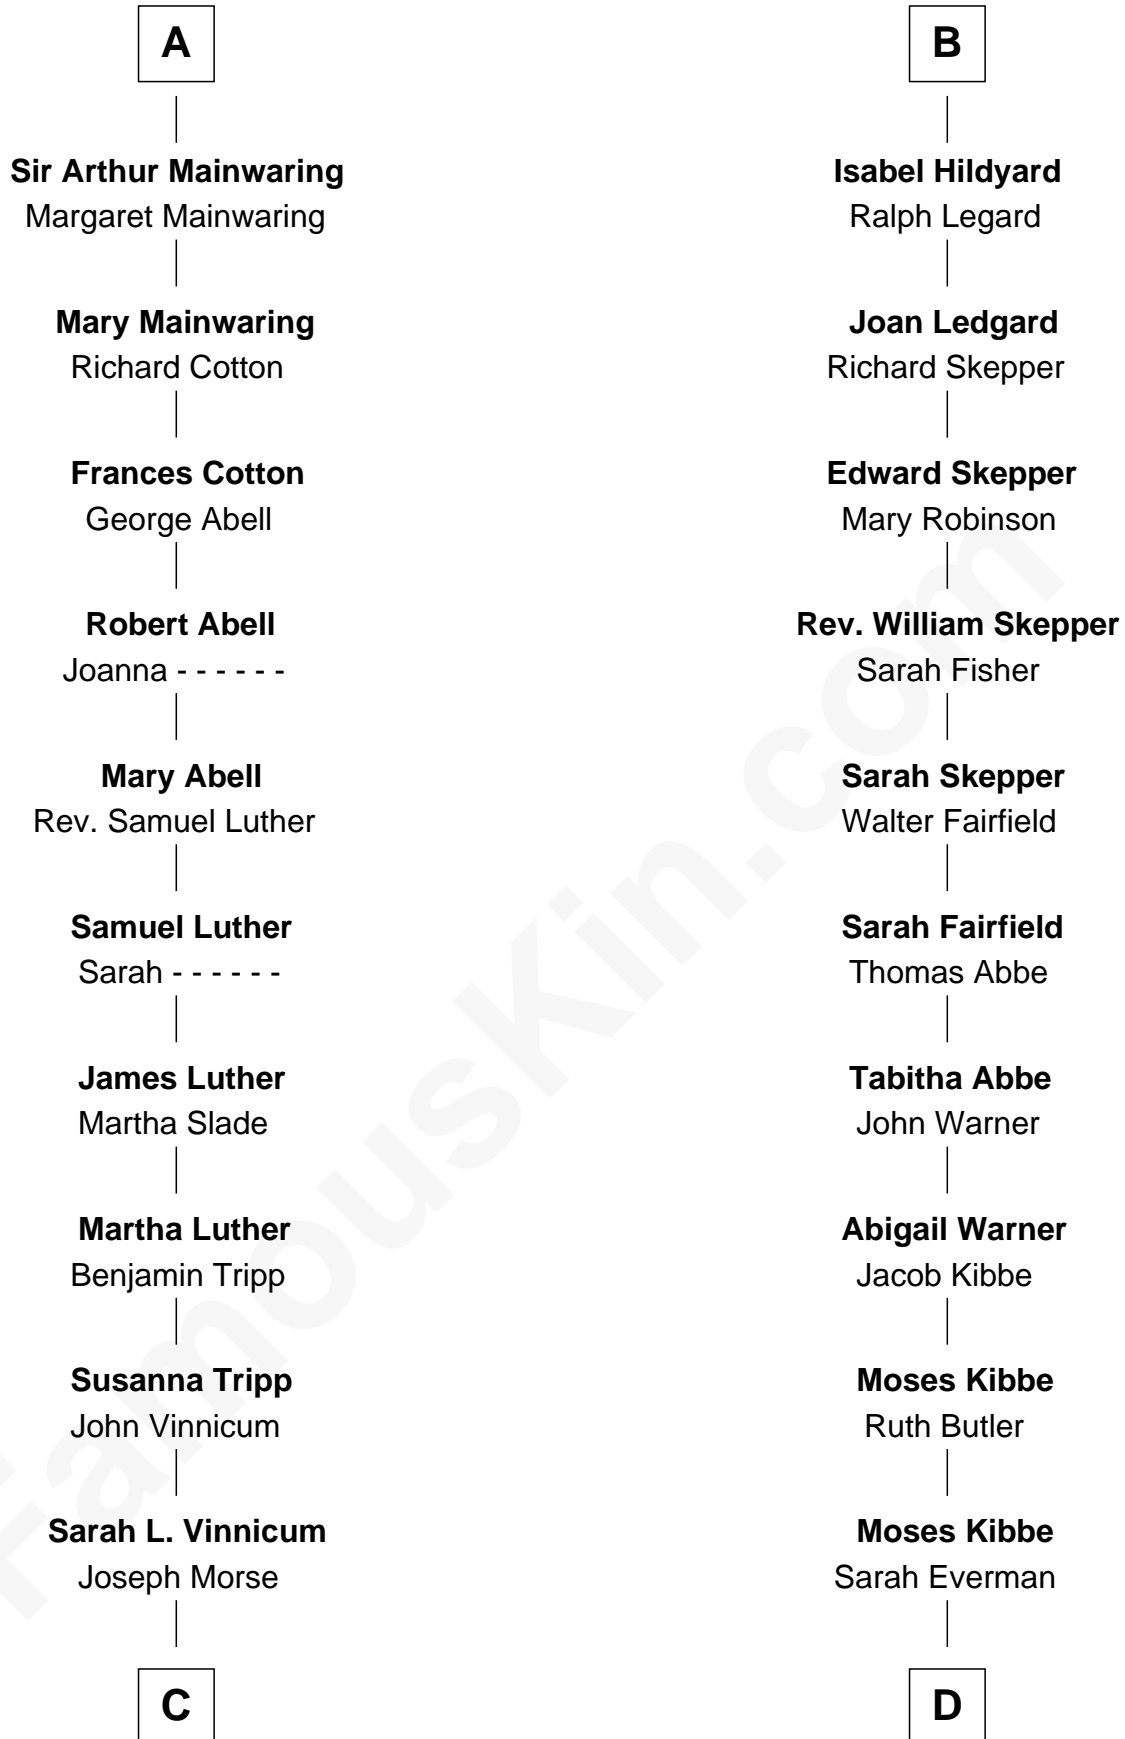 A
Sir Arthur Mainwaring
Margaret Mainwaring
Mary Mainwaring
Richard Cotton
Frances Cotton
George Abell
Robert Abell
Joanna - - - - - -
Mary Abell
Rev. Samuel Luther
Samuel Luther
Sarah - - - - - -
James Luther
Martha Slade
Martha Luther
Benjamin Tripp
Susanna Tripp
John Vinnicum
Sarah L. Vinnicum
Joseph Morse
C
B
Isabel Hildyard
Ralph Legard
Joan Ledgard
Richard Skepper
Edward Skepper
Mary Robinson
Rev. William Skepper
Sarah Fisher
Sarah Skepper
Walter Fairfield
Sarah Fairfield
Thomas Abbe
Tabitha Abbe
John Warner
Abigail Warner
Jacob Kibbe
Moses Kibbe
Ruth Butler
Moses Kibbe
Sarah Everman
D
FamousKin.com